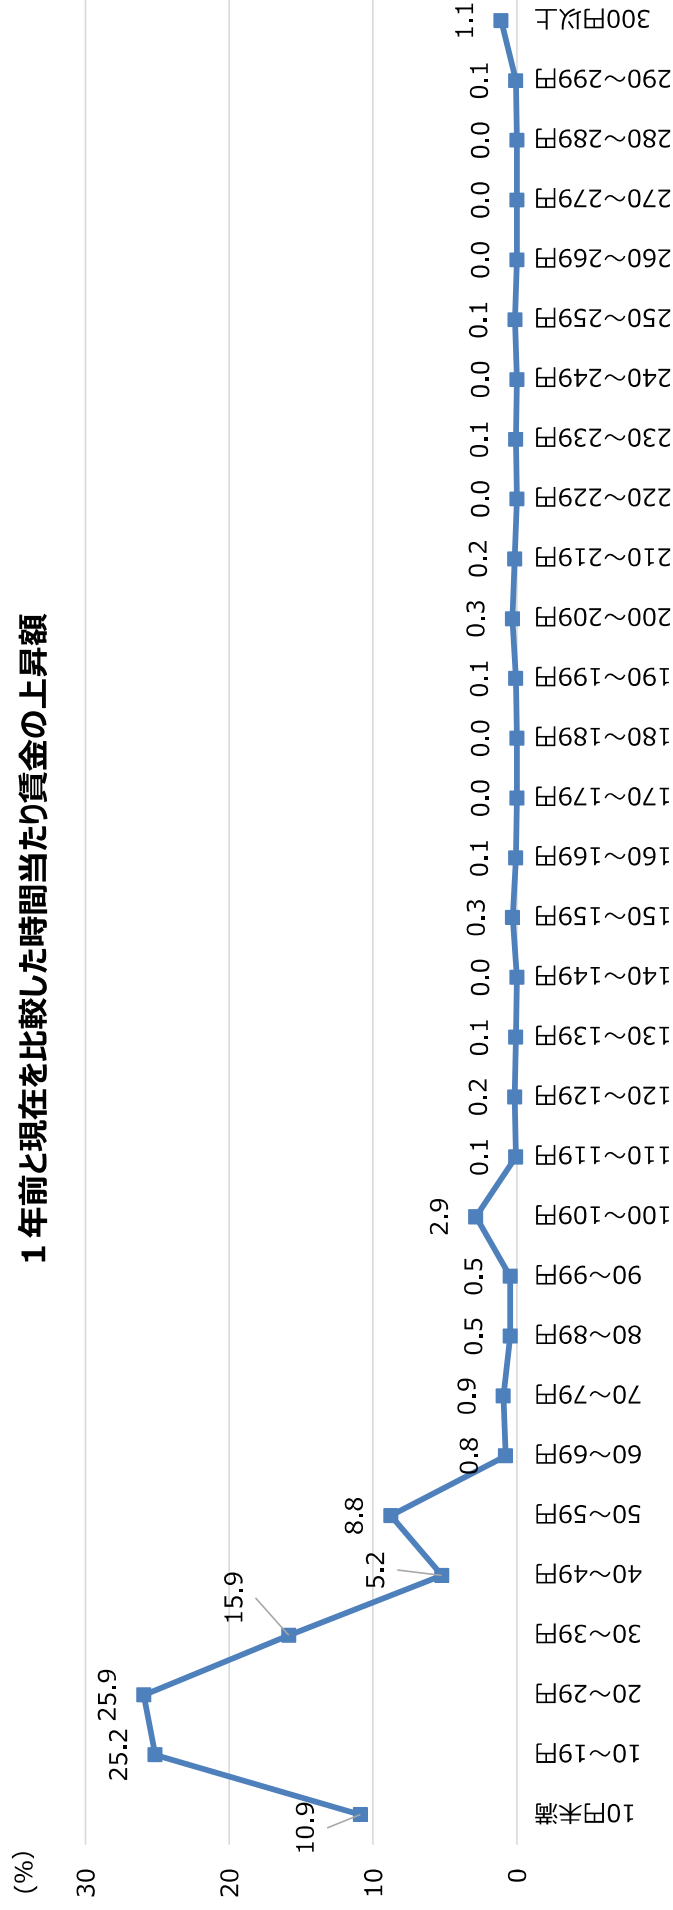 １年前と現在を比較した時間当たり賃金の上昇額
(%)
30
20
10
0
10.9
25.2
25.9
15.9
5.2
8.8
0.8
0.9
0.5
0.5
2.9
0.1
0.2
0.1
0.0
0.3
0.1
0.0
0.0
0.1
0.3
0.2
0.0
0.1
0.0
0.1
0.0
0.0
0.0
0.1
1.1
10円未満
10～19円
20～29円
30～39円
40～49円
50～59円
60～69円
70～79円
80～89円
90～99円
100～109円
110～119円
120～129円
130～139円
140～149円
150～159円
160～169円
170～179円
180～189円
190～199円
200～209円
210～219円
220～229円
230～239円
240～249円
250～259円
260～269円
270～279円
280～289円
290～299円
300円以上